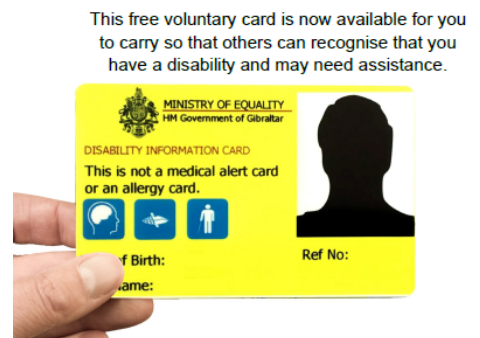 This free voluntary card is now available for you
to carry so that others can recognise that you
have a disability and may need assistance.
MINISTRY OF EQUALITY
HM Government of Gibraltar
DISABILITY INFORMATION CARD
This is not a medical alert card
or an allergy card.
f Birth:
Ref No:
ame: